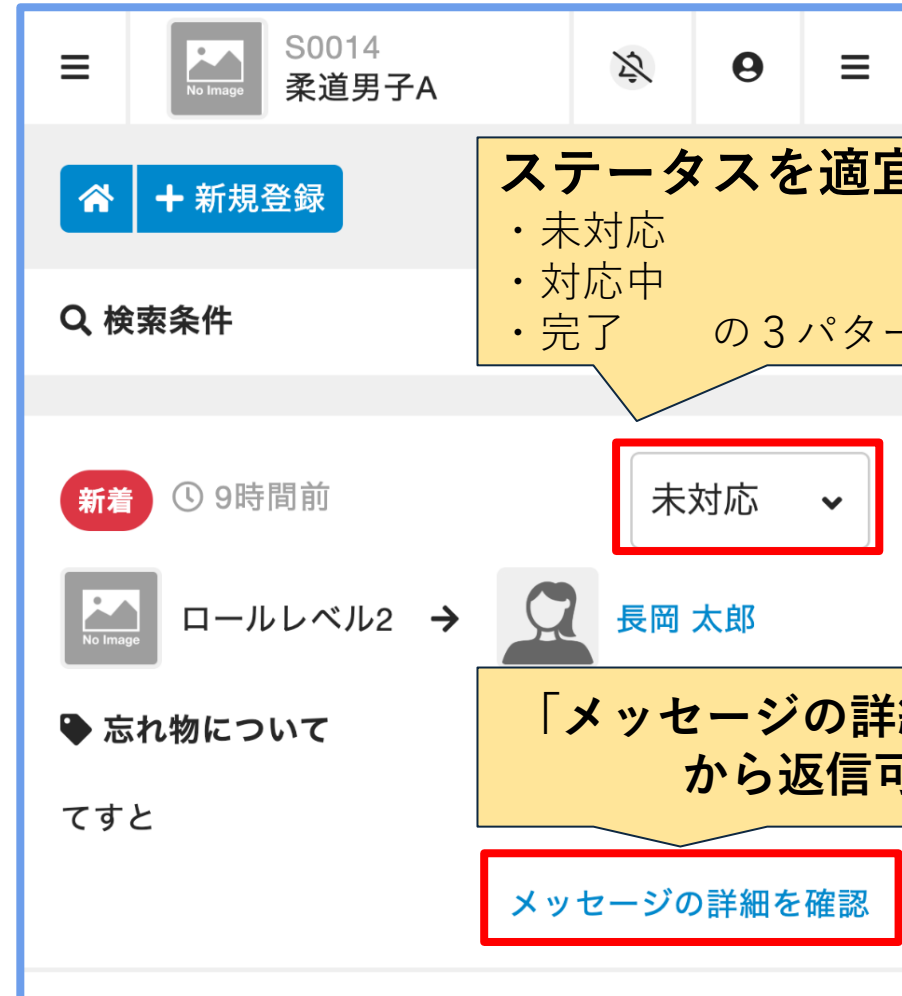 No Image
S0014
柔道男子A
新規登録
ステータスを適宜
・未対応
・対応中
・完了　　の３パター
検索条件
新着 9時間前
未対応
No Image
ロールレベル2 → 長岡 太郎
「メッセージの詳細
から返信可
忘れ物について
てすと
メッセージの詳細を確認